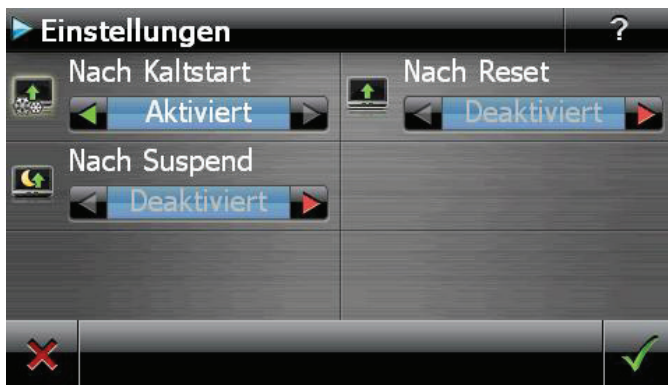 Einstellungen
?
Nach Kaltstart
Aktiviert
Nach Reset
Deaktiviert
Nach Suspend
Deaktiviert